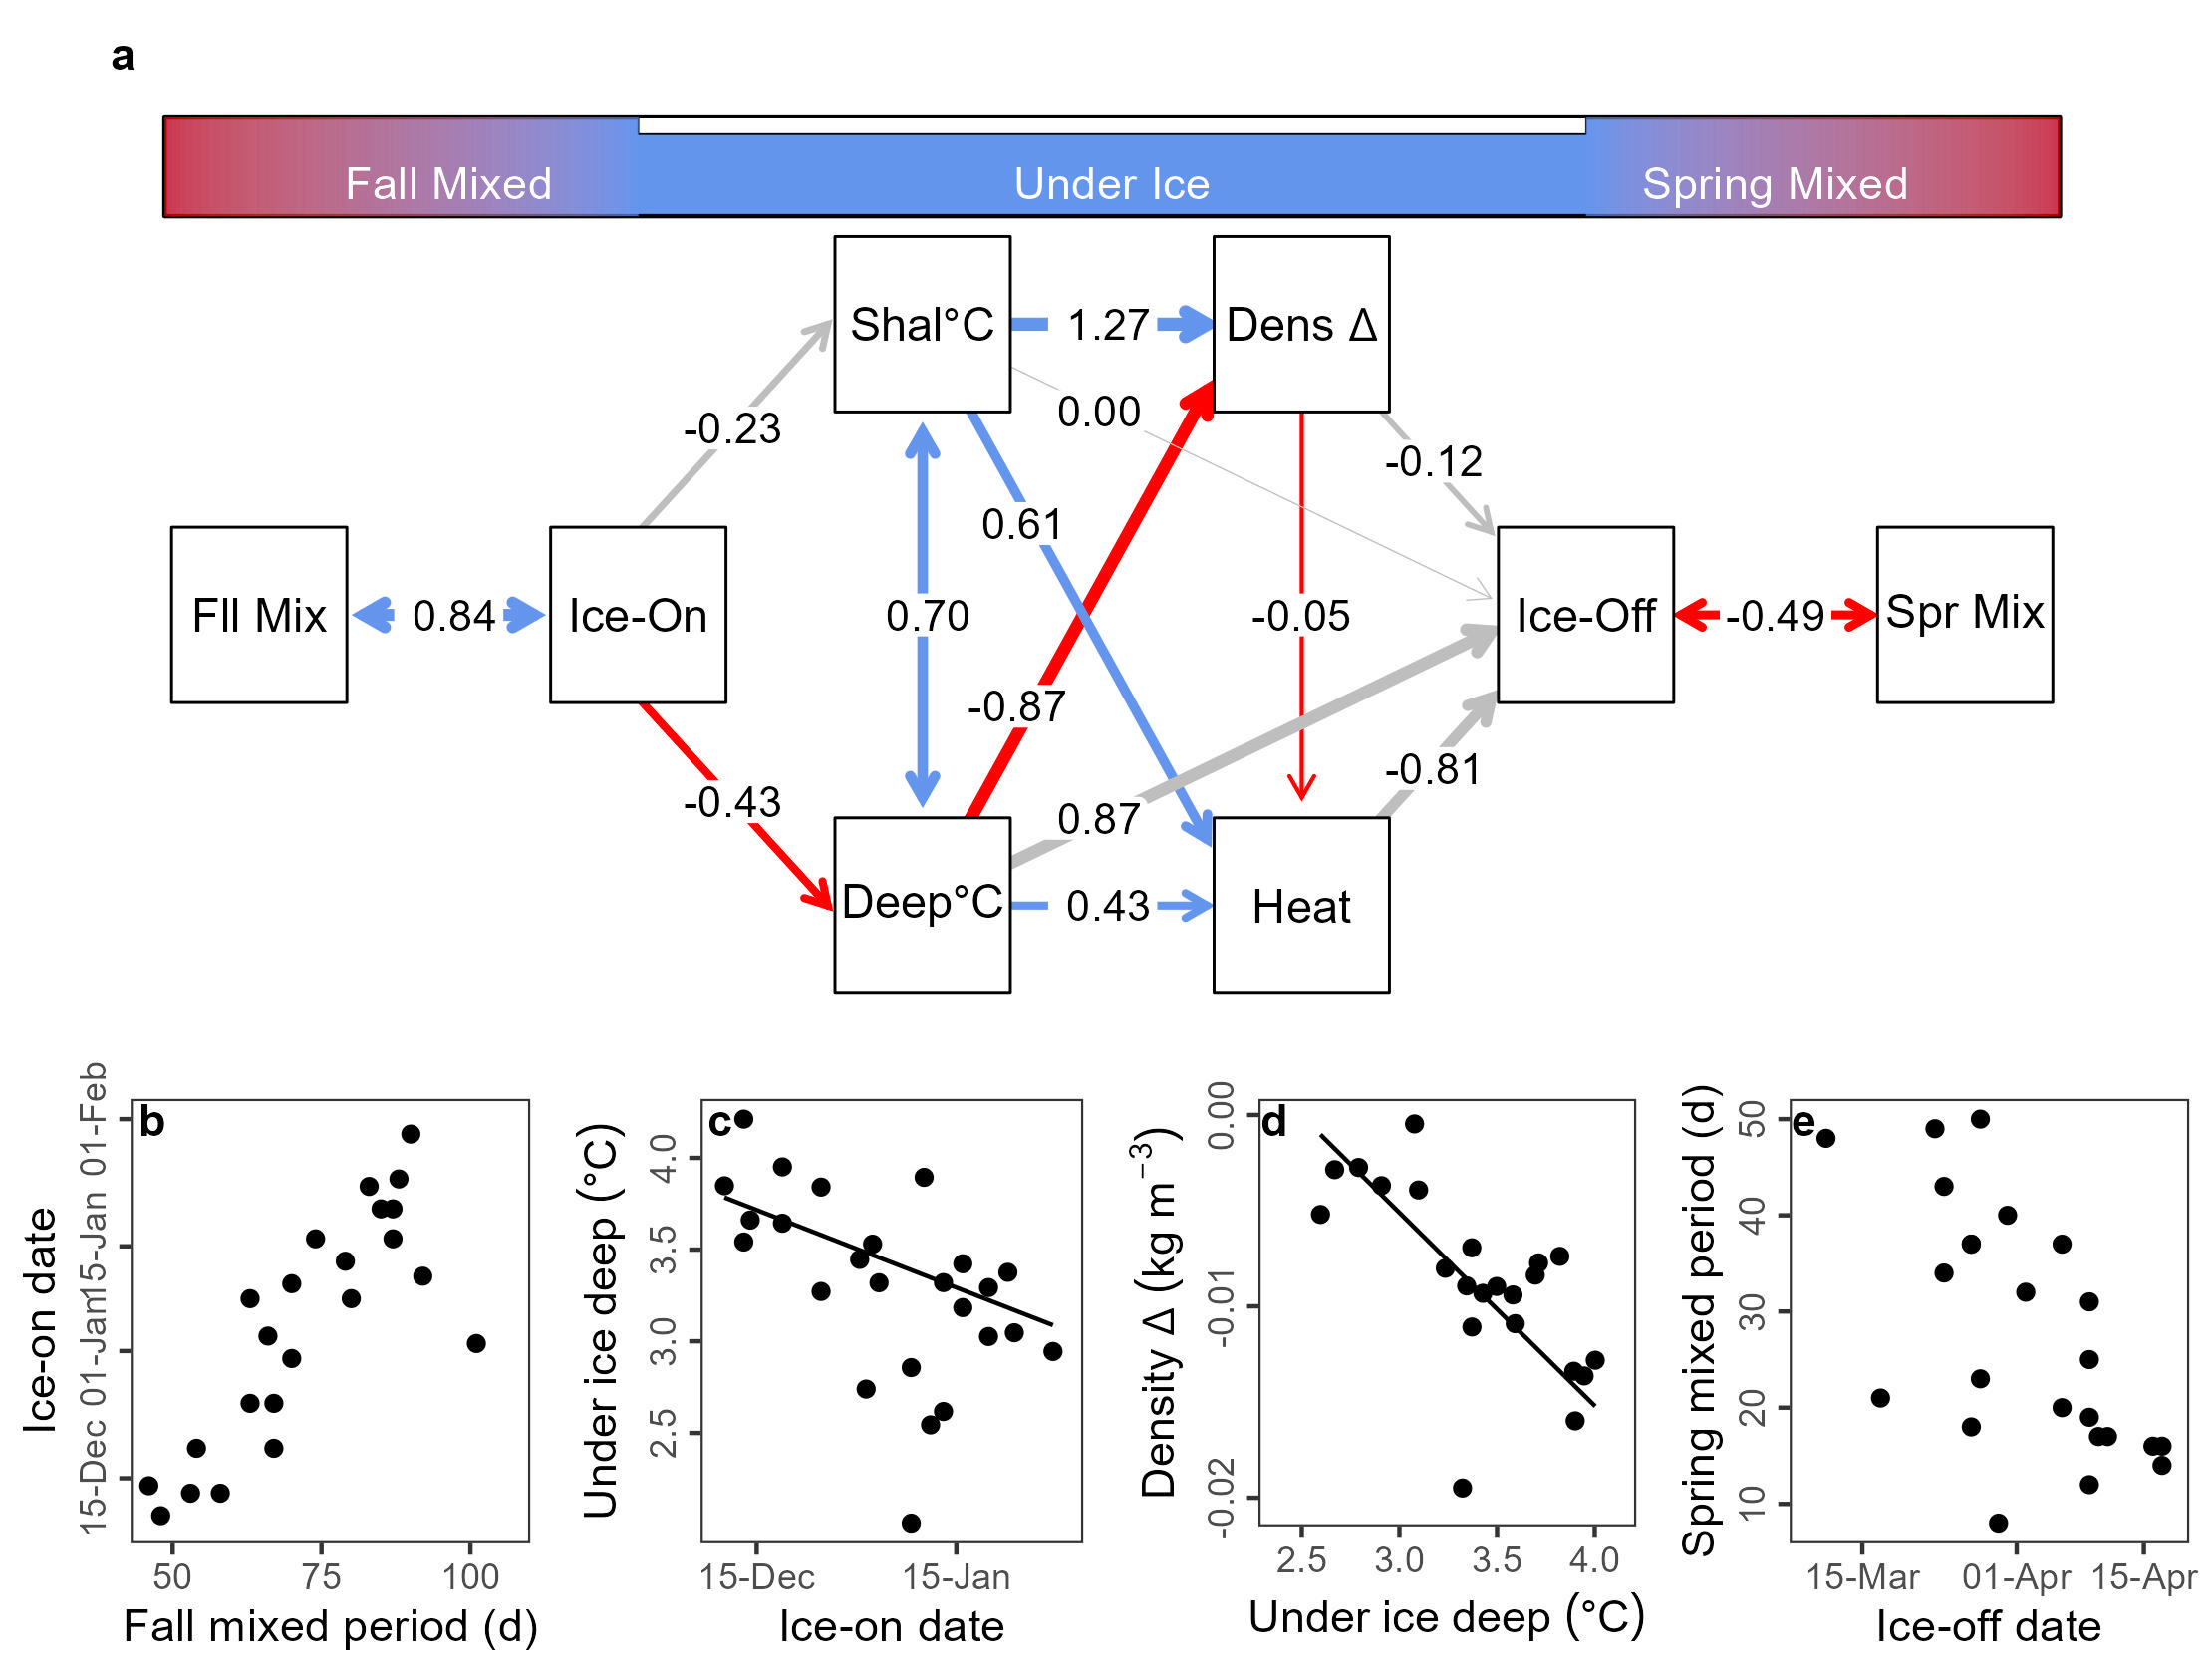 a
Fall Mixed Under Ice Spring Mixed
Shal°C 1.27 Dens Δ
0.00
-0.23
-0.12
0.61
Fll Mix 0.84 Ice-On 0.70 -0.05 Ice-Off -0.49 Spr Mix
-0.87
-0.81
-0.43
0.87
Deep°C 0.43 Heat
b
Ice-on date
01-Feb
15-Jan
01-Jan
15-Dec
50 75 100
Fall mixed period (d)
c
Under ice deep (°C)
4.0
3.5
3.0
2.5
15-Dec 15-Jan
Ice-on date
d
Density Δ (kg m⁻³)
0.00
-0.01
-0.02
2.5 3.0 3.5 4.0
Under ice deep (°C)
e
Spring mixed period (d)
50
40
30
20
10
15-Mar 01-Apr 15-Apr
Ice-off date